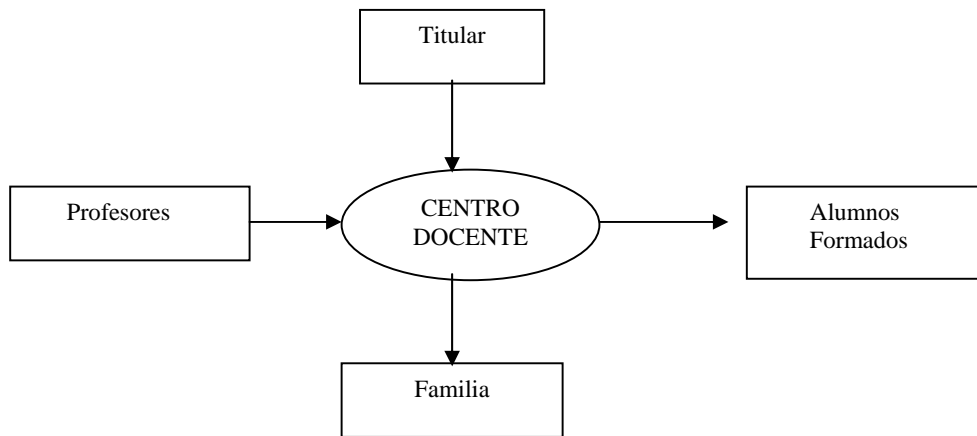 Titular
Profesores
CENTRO
DOCENTE
Alumnos
Formados
Familia